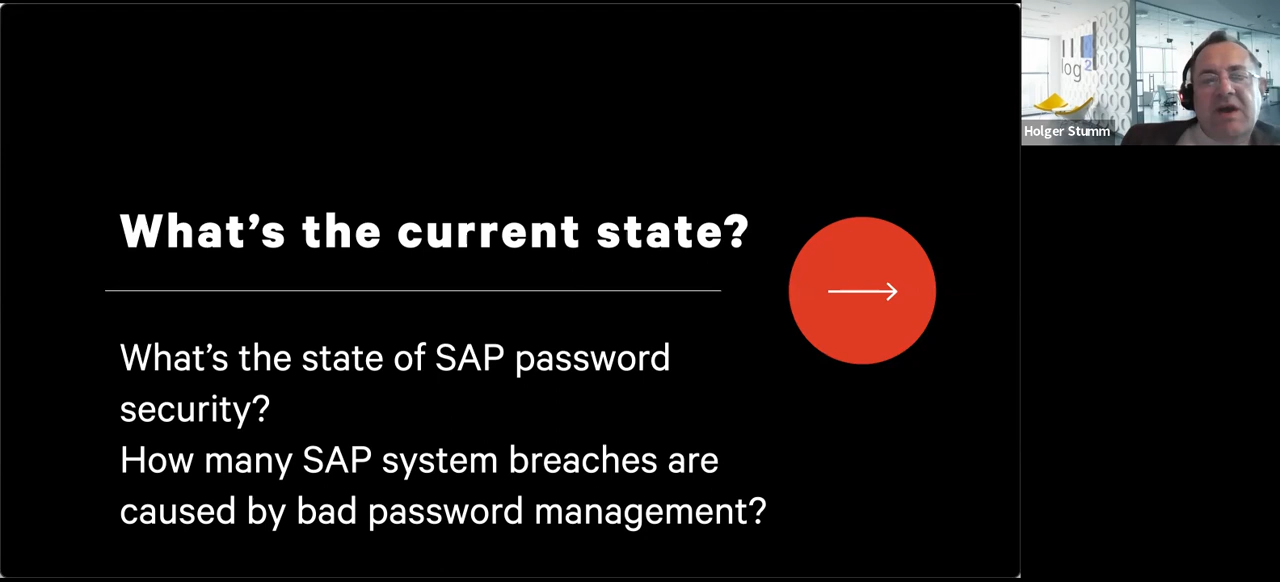 What's the current state?
What's the state of SAP password
security?
How many SAP system breaches are
caused by bad password management?
log2
Holger Stumm